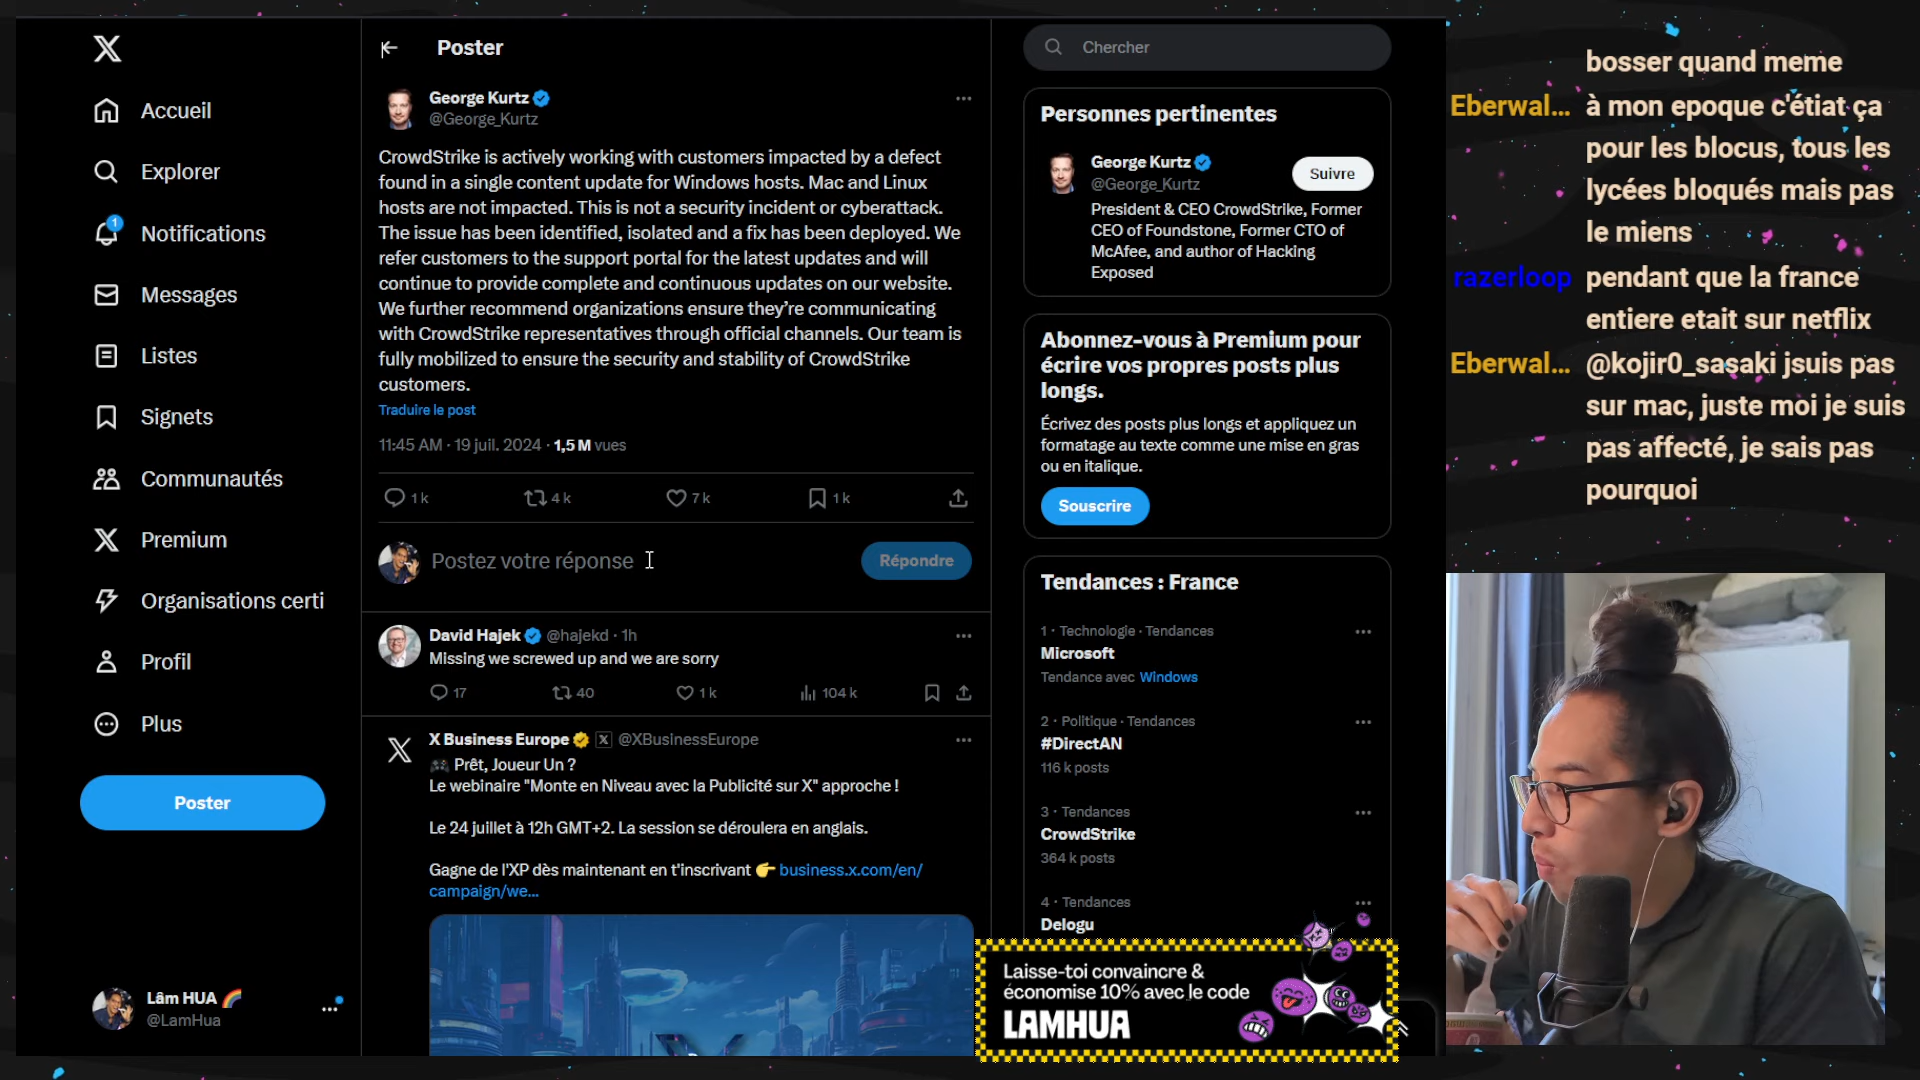 Accueil
Explorer
1
Notifications
Messages
Listes
Signets
Communautés
Premium
Organisations certi
Profil
Plus
Poster
Lâm HUA 🌈
@LamHua
Poster
George Kurtz
@George_Kurtz
CrowdStrike is actively working with customers impacted by a defect
found in a single content update for Windows hosts. Mac and Linux
hosts are not impacted. This is not a security incident or cyberattack.
The issue has been identified, isolated and a fix has been deployed. We
refer customers to the support portal for the latest updates and will
continue to provide complete and continuous updates on our website.
We further recommend organizations ensure they’re communicating
with CrowdStrike representatives through official channels. Our team is
fully mobilized to ensure the security and stability of CrowdStrike
customers.
Traduire le post
11:45 AM · 19 juil. 2024 · 1,5 M vues
1 k 4 k 7 k 1 k
Postez votre réponse
Répondre
David Hajek @hajekd · 1h
Missing we screwed up and we are sorry
17 40 1 k 104 k
X Business Europe @XBusinessEurope
🎮 Prêt, Joueur Un ?
Le webinaire "Monte en Niveau avec la Publicité sur X" approche !
Le 24 juillet à 12h GMT+2. La session se déroulera en anglais.
Gagne de l'XP dès maintenant en t'inscrivant 👉 business.x.com/en/
campaign/we...
Chercher
Personnes pertinentes
George Kurtz
@George_Kurtz
Suivre
President & CEO CrowdStrike, Former
CEO of Foundstone, Former CTO of
McAfee, and author of Hacking
Exposed
Abonnez-vous à Premium pour
écrire vos propres posts plus
longs.
Écrivez des posts plus longs et appliquez un
formatage au texte comme une mise en gras
ou en italique.
Souscrire
Tendances : France
1 · Technologie · Tendances
Microsoft
Tendance avec Windows
2 · Politique · Tendances
#DirectAN
116 k posts
3 · Tendances
CrowdStrike
364 k posts
4 · Tendances
Delogu
Laisse-toi convaincre &
économise 10% avec le code
LAMHUA
bosser quand meme
Eberwal... à mon epoque c'étiat ça
pour les blocus, tous les
lycées bloqués mais pas
le miens
razerloop pendant que la france
entiere etait sur netflix
Eberwal... @kojir0_sasaki jsuis pas
sur mac, juste moi je suis
pas affecté, je sais pas
pourquoi